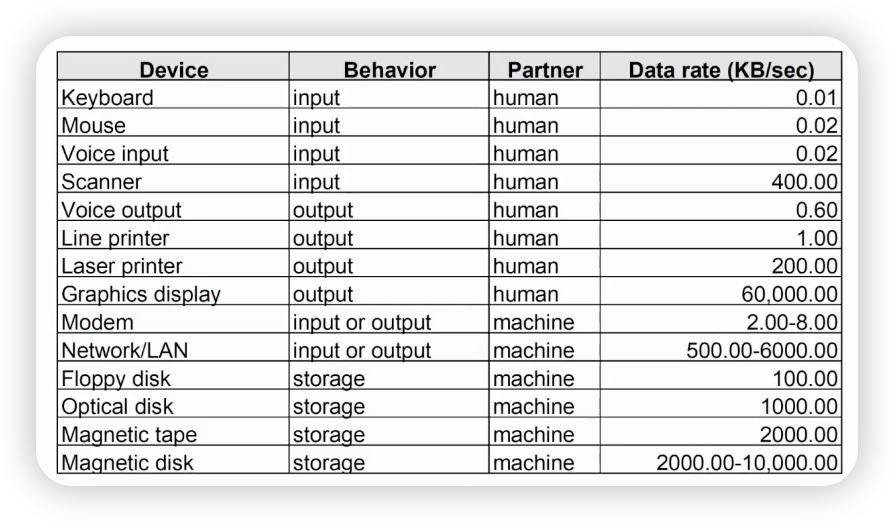 Device Behavior Partner Data rate (KB/sec)
Keyboard input human 0.01
Mouse input human 0.02
Voice input input human 0.02
Scanner input human 400.00
Voice output output human 0.60
Line printer output human 1.00
Laser printer output human 200.00
Graphics display output human 60,000.00
Modem input or output machine 2.00-8.00
Network/LAN input or output machine 500.00-6000.00
Floppy disk storage machine 100.00
Optical disk storage machine 1000.00
Magnetic tape storage machine 2000.00
Magnetic disk storage machine 2000.00-10,000.00